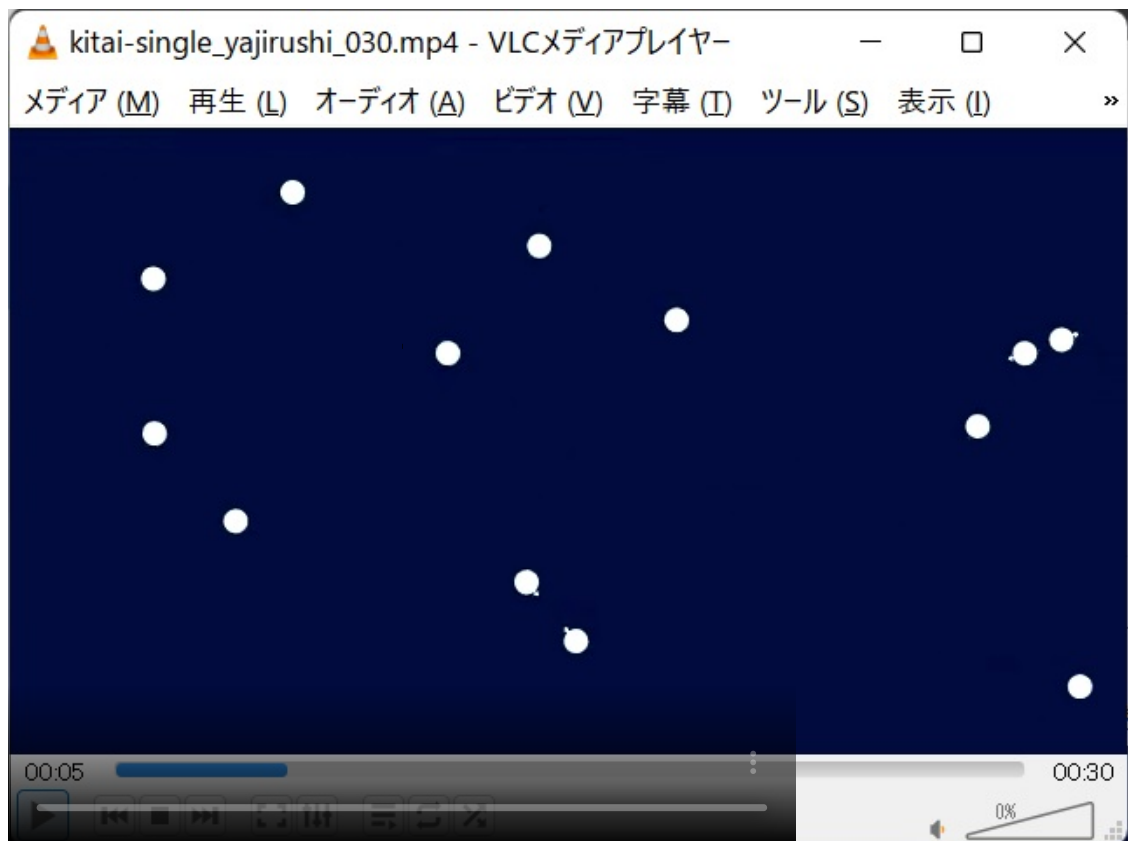 kitai-single_yajirushi_030.mp4 - VLCメディアプレイヤー
メディア (M) 再生 (L) オーディオ (A) ビデオ (V) 字幕 (T) ツール (S) 表示 (I) »
00:05 00:30
0%